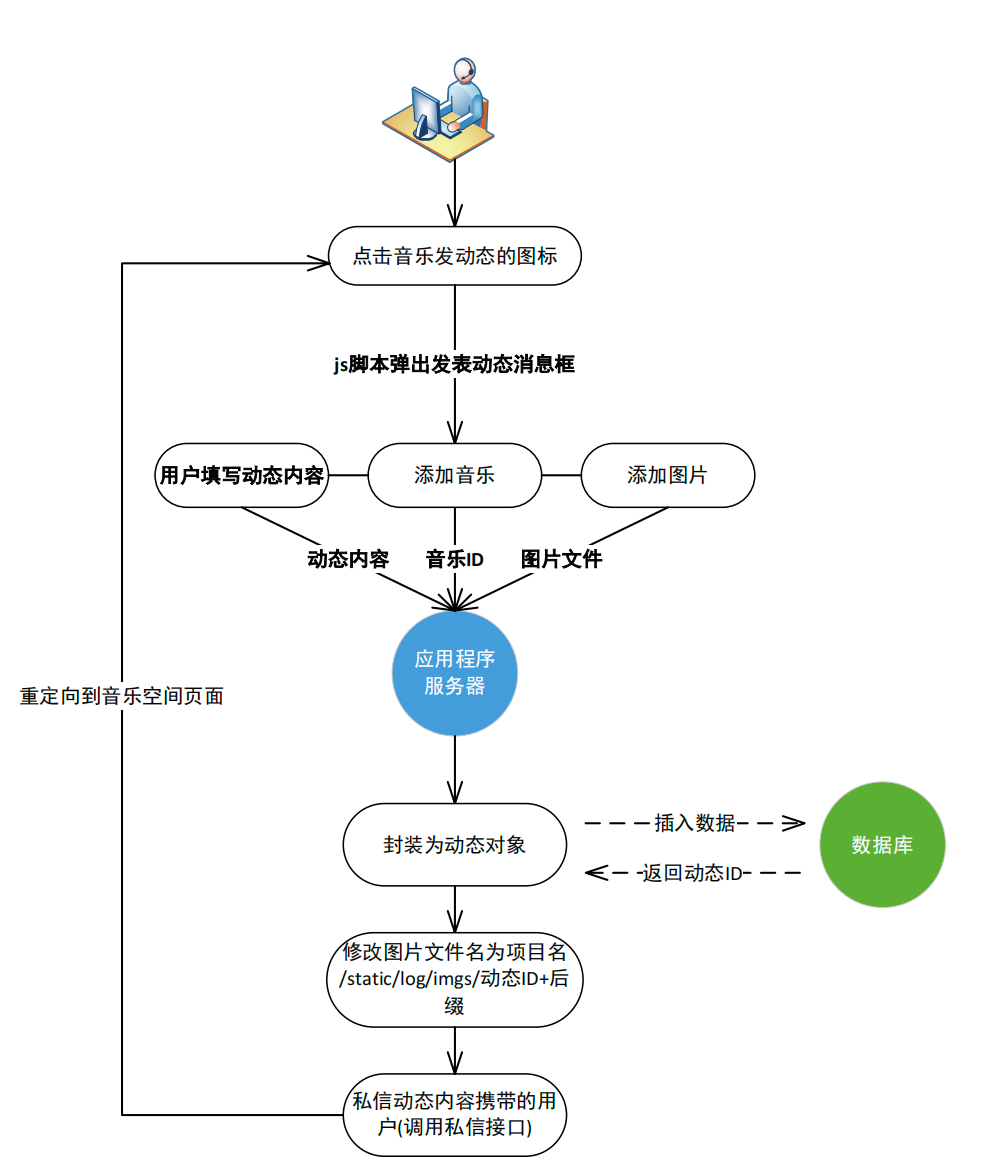 点击音乐发动态的图标
js脚本弹出发表动态消息框
用户填写动态内容
添加音乐
添加图片
动态内容
音乐ID
图片文件
应用程序
服务器
重定向到音乐空间页面
封装为动态对象
插入数据
返回动态ID
数据库
修改图片文件名为项目名
/static/log/imgs/动态ID+后
缀
私信动态内容携带的用
户(调用私信接口)